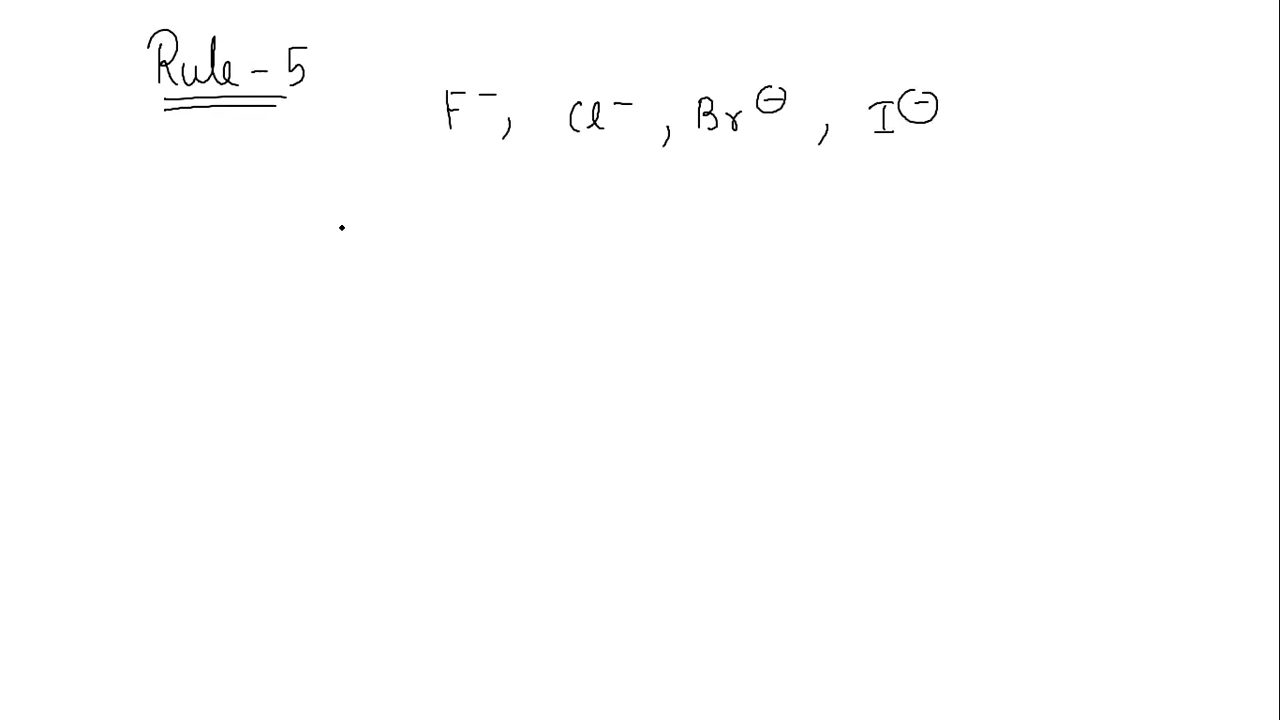 Rule - 5
F⁻, Cl⁻, Br⊖, I⊖